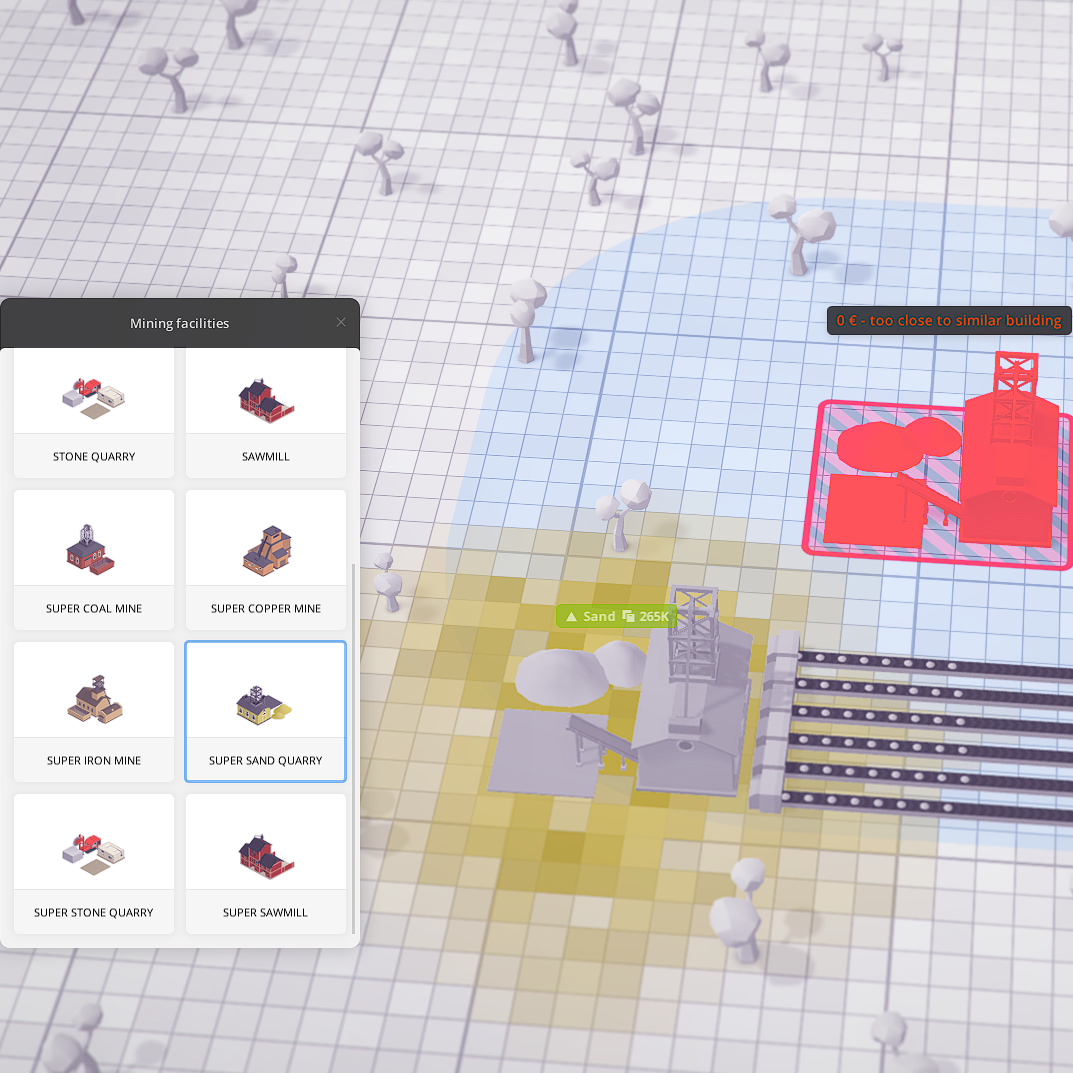 Mining facilities
STONE QUARRY
SAWMILL
SUPER COAL MINE
SUPER COPPER MINE
SUPER IRON MINE
SUPER SAND QUARRY
SUPER STONE QUARRY
SUPER SAWMILL
0 € - too close to similar building
Sand 265K